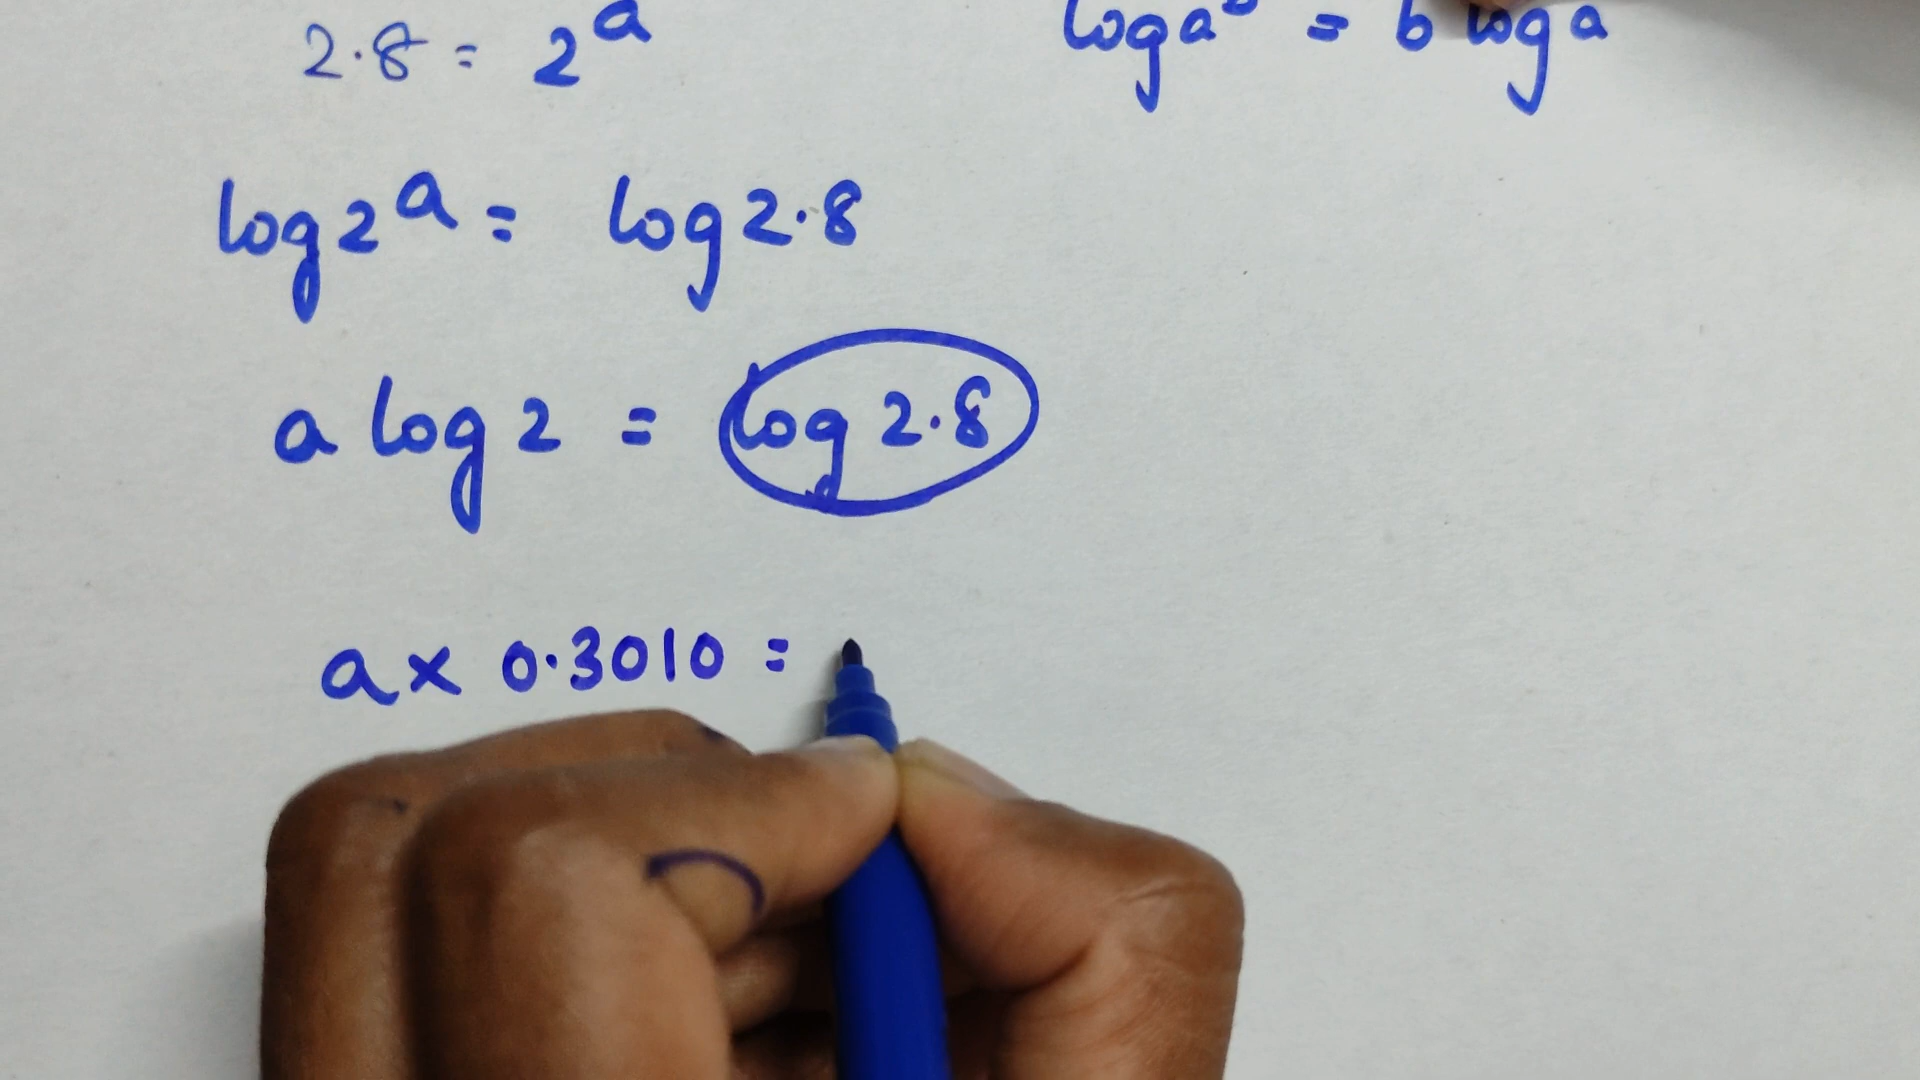 2.8 = 2^a
log a^b = b log a
log 2^a = log 2.8
a log 2 = log 2.8
a x 0.3010 =